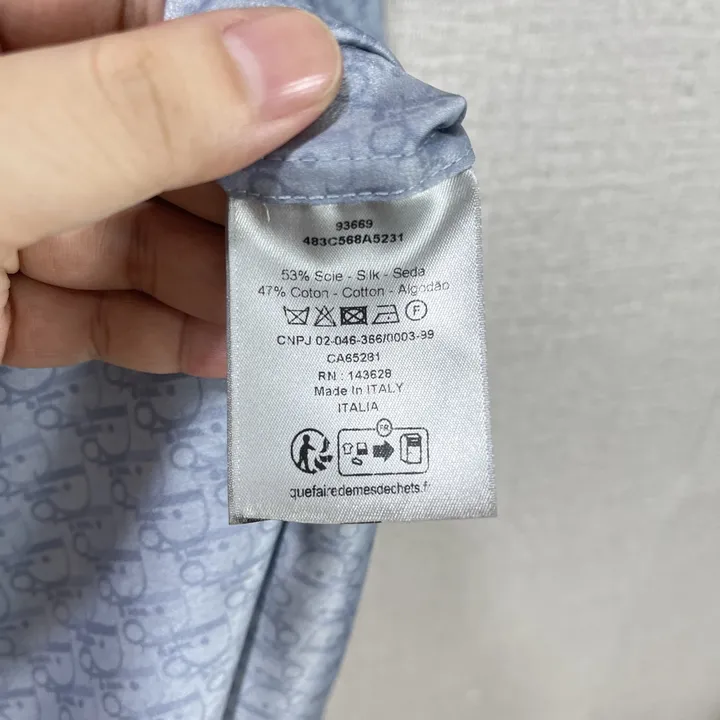 93669
483C568A5231
53% Soie - Silk - Seda
47% Coton - Cotton - Algodão
F
CNPJ 02-046-366/0003-99
CA65281
RN : 143628
Made In ITALY
ITALIA
FR
quefairedemesdechets.fr
Dior